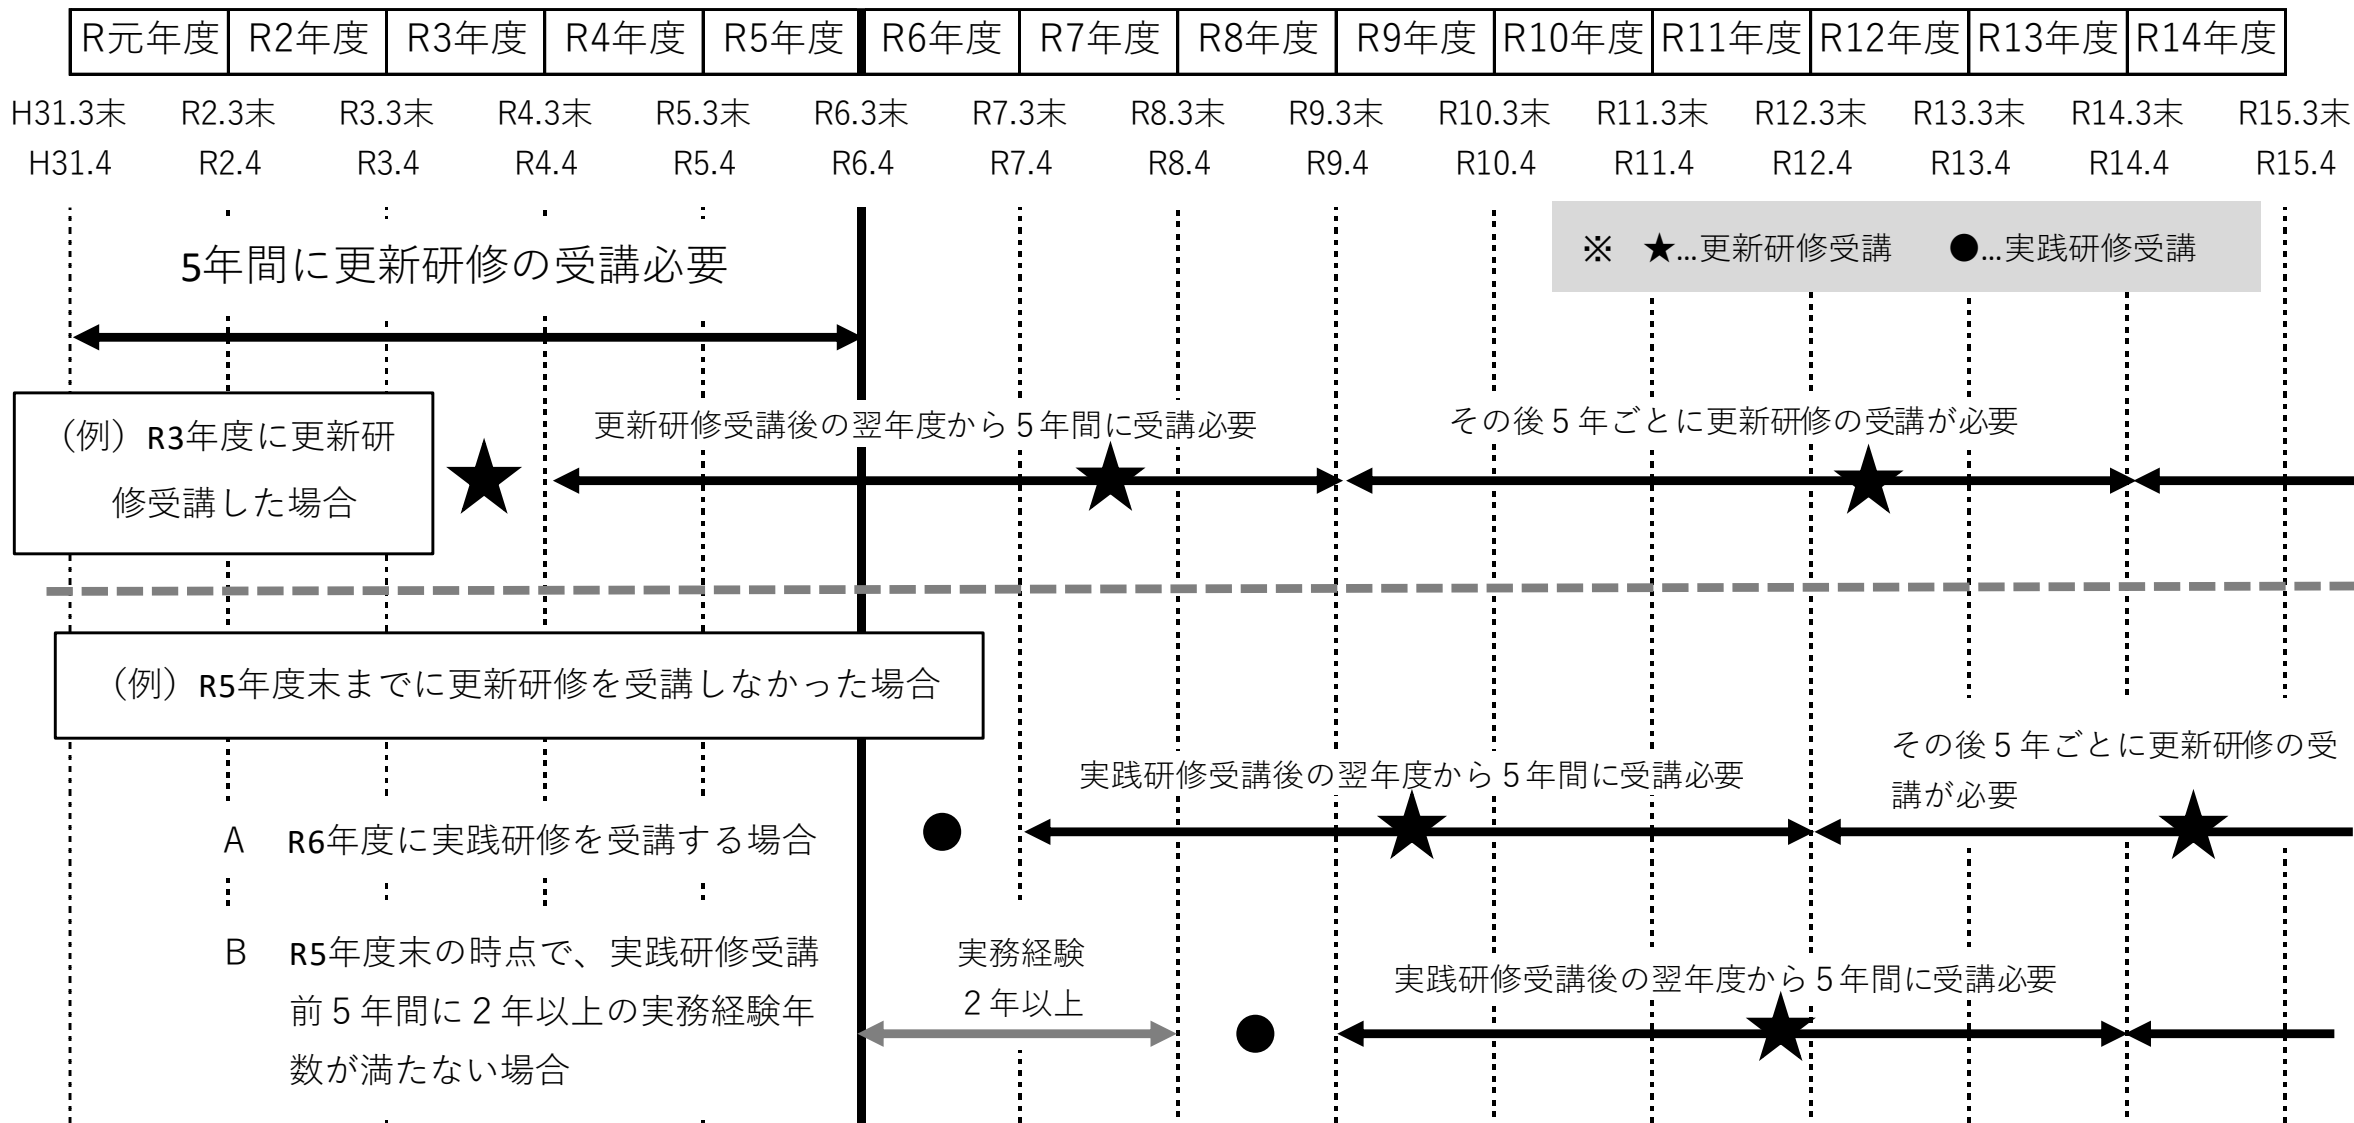 R元年度 R2年度 R3年度 R4年度 R5年度 R6年度 R7年度 R8年度 R9年度 R10年度 R11年度 R12年度 R13年度 R14年度
H31.3末 R2.3末 R3.3末 R4.3末 R5.3末 R6.3末 R7.3末 R8.3末 R9.3末 R10.3末 R11.3末 R12.3末 R13.3末 R14.3末 R15.3末
H31.4 R2.4 R3.4 R4.4 R5.4 R6.4 R7.4 R8.4 R9.4 R10.4 R11.4 R12.4 R13.4 R14.4 R15.4
※ ★…更新研修受講 ●…実践研修受講
5年間に更新研修の受講必要
（例）R3年度に更新研
修受講した場合
更新研修受講後の翌年度から５年間に受講必要
その後５年ごとに更新研修の受講が必要
（例）R5年度末までに更新研修を受講しなかった場合
A R6年度に実践研修を受講する場合
実践研修受講後の翌年度から５年間に受講必要
その後５年ごとに更新研修の受
講が必要
B R5年度末の時点で、実践研修受講
前５年間に２年以上の実務経験年
数が満たない場合
実務経験
２年以上
実践研修受講後の翌年度から５年間に受講必要